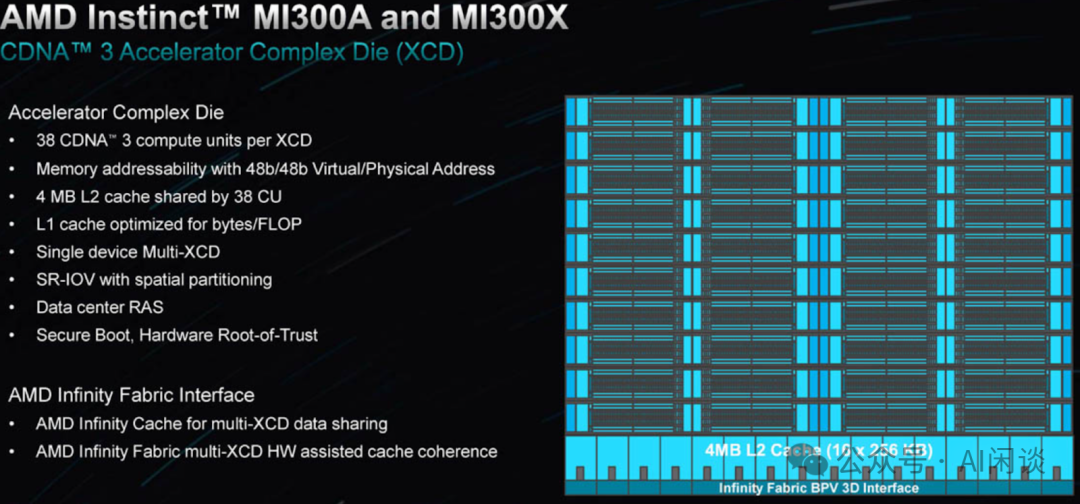 AMD Instinct™ MI300A and MI300X
CDNA™ 3 Accelerator Complex Die (XCD)
Accelerator Complex Die
• 38 CDNA™ 3 compute units per XCD
• Memory addressability with 48b/48b Virtual/Physical Address
• 4 MB L2 cache shared by 38 CU
• L1 cache optimized for bytes/FLOP
• Single device Multi-XCD
• SR-IOV with spatial partitioning
• Data center RAS
• Secure Boot, Hardware Root-of-Trust
AMD Infinity Fabric Interface
• AMD Infinity Cache for multi-XCD data sharing
• AMD Infinity Fabric multi-XCD HW assisted cache coherence
4MB L2 Cache (16 x 256 KB)
公众号 · AI闲谈
Infinity Fabric BPV 3D Interface